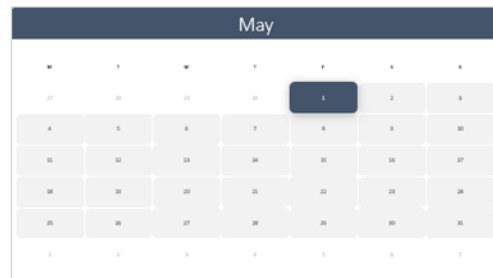 May
M T W T F S S
27 28 29 30 1 2 3
4 5 6 7 8 9 10
11 12 13 14 15 16 17
18 19 20 21 22 23 24
25 26 27 28 29 30 31
1 2 3 4 5 6 7